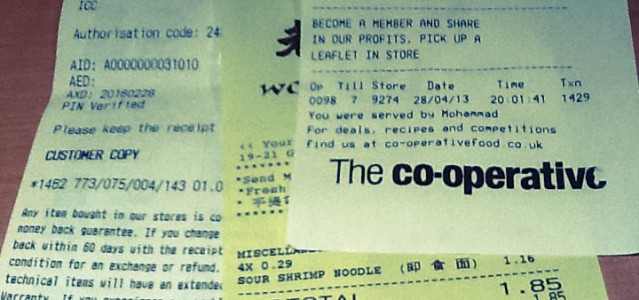 ICC
Authorisation code: 24
AID: A0000000031010
AED:
AXD: 20160228
PIN Verified
Please keep the receipt
CUSTOMER COPY
*1462 773/075/004/143 01.0
Any item bought in our stores is co
money back guarantee. If you change
back within 60 days with the receipt
condition for an exchange or refund.
technical items will have an extended
Warranty. If you
wo
<< Your
19-21 G
*Send M
*Fresh
MISCELLA
4X 0.29 1.16
SOUR SHRIMP NOODLE (即食面)
TOTAL 1.85
1.85
BECOME A MEMBER AND SHARE
IN OUR PROFITS, PICK UP A
LEAFLET IN STORE
Op Till Store Date Time Txn
0098 7 9274 28/04/13 20:01:41 1429
You were served by Mohammad
For deals, recipes and competitions
find us at co-operativefood.co.uk
The co-operative